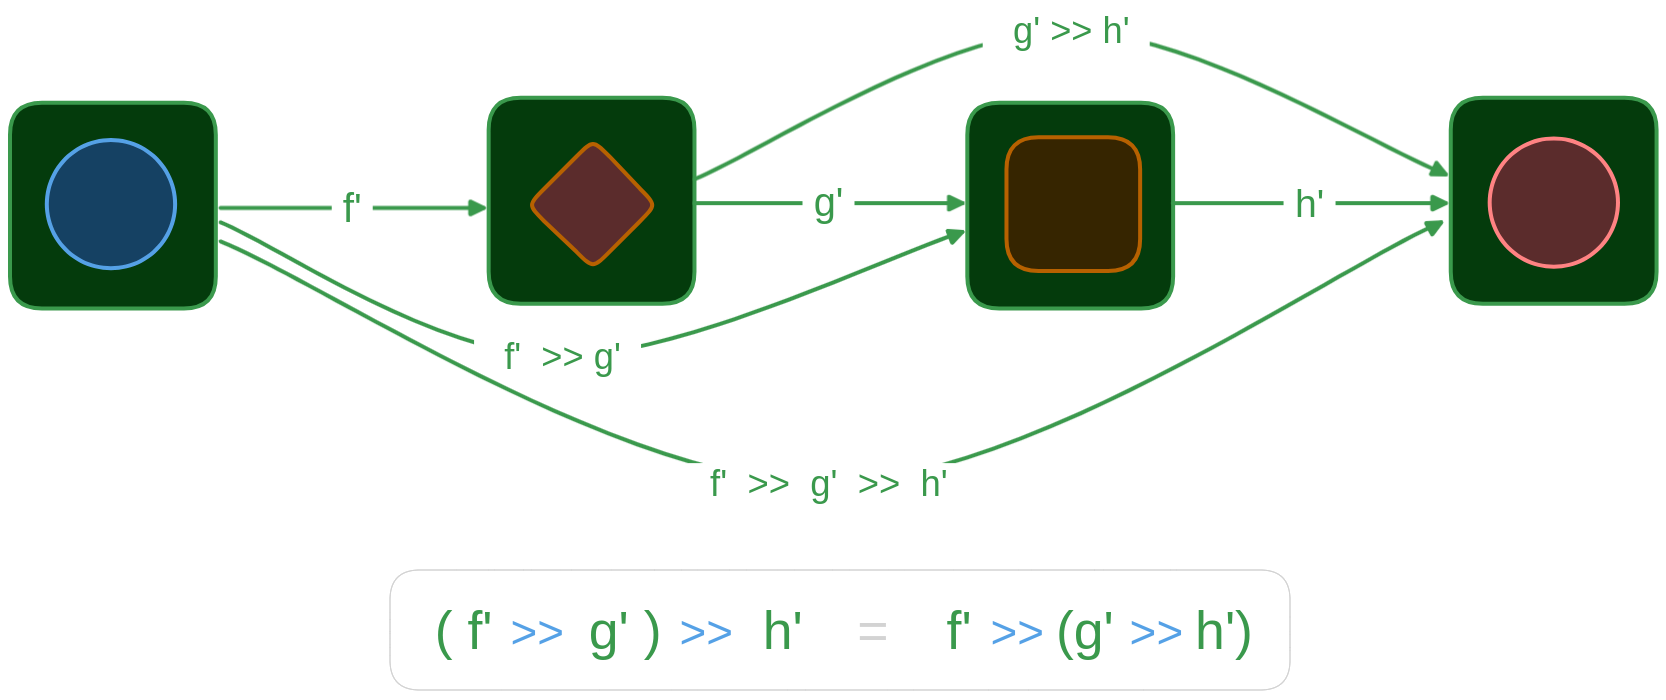 g' >> h'
f'
g'
h'
f' >> g'
f' >> g' >> h'
( f' >> g' ) >> h' = f' >> (g' >> h')